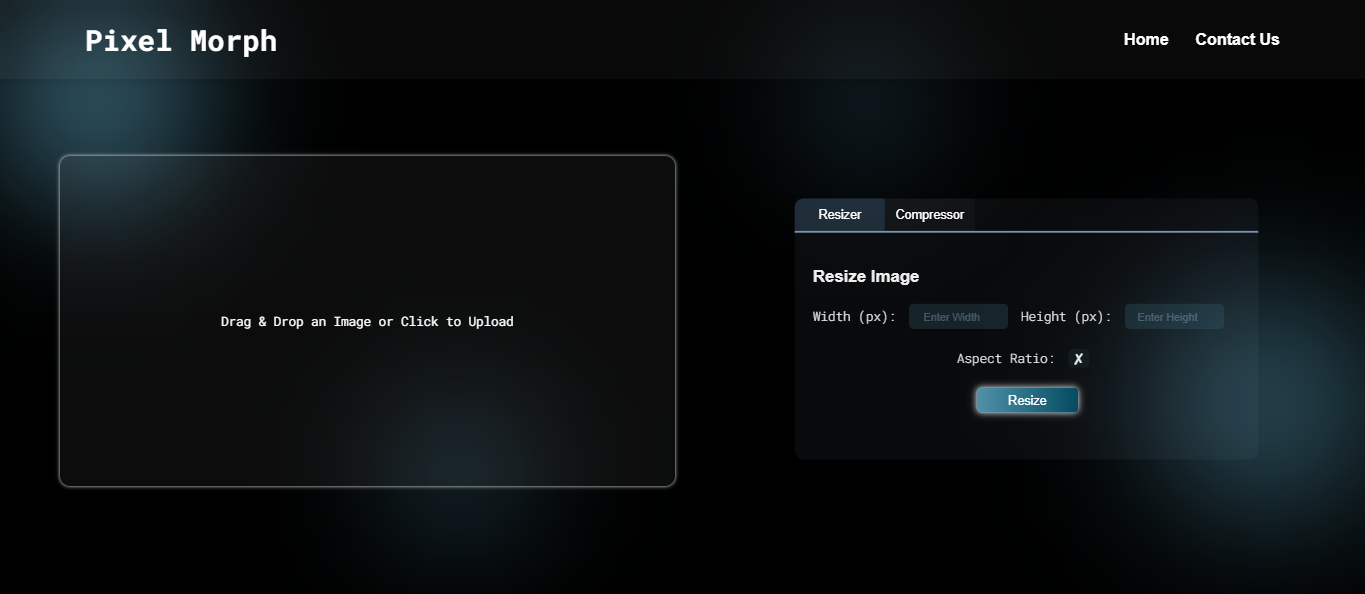 Pixel Morph
Home
Contact Us
Drag & Drop an Image or Click to Upload
Resizer
Compressor
Resize Image
Width (px):
Enter Width
Height (px):
Enter Height
Aspect Ratio: ✘
Resize